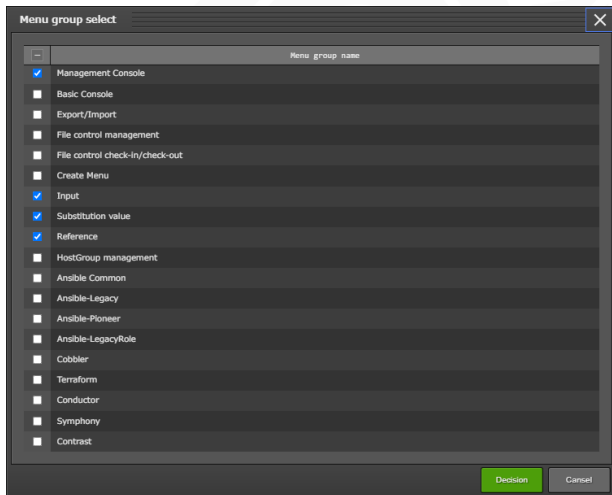 Menu group select
Menu group name
Management Console
Basic Console
Export/Import
File control management
File control check-in/check-out
Create Menu
Input
Substitution value
Reference
HostGroup management
Ansible Common
Ansible-Legacy
Ansible-Pioneer
Ansible-LegacyRole
Cobbler
Terraform
Conductor
Symphony
Contrast
Decision Cansel